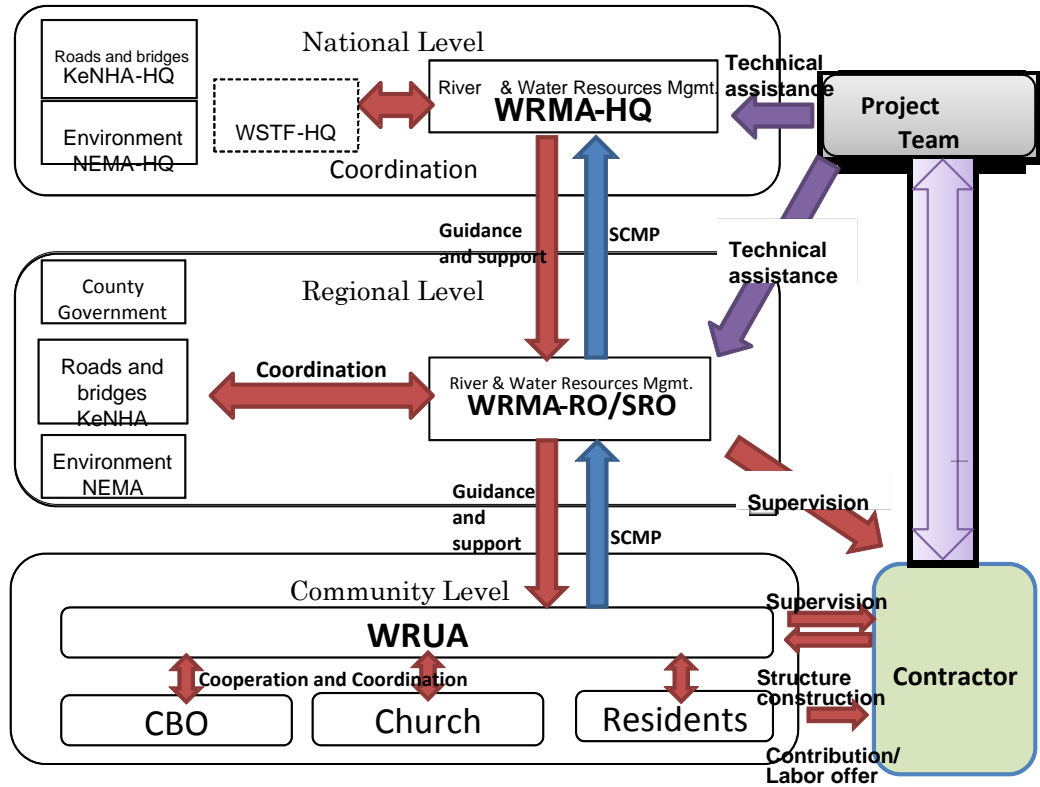 National Level
Roads and bridges
KeNHA-HQ
Environment
NEMA-HQ
WSTF-HQ
River & Water Resources Mgmt.
WRMA-HQ
Coordination
Technical
assistance
Project
Team
Guidance
and support
SCMP
Technical
assistance
Regional Level
County
Government
Roads and
bridges
KeNHA
Environment
NEMA
Coordination
River & Water Resources Mgmt.
WRMA-RO/SRO
Guidance
and
support
SCMP
Supervision
Community Level
WRUA
Cooperation and Coordination
CBO
Church
Residents
Supervision
Structure
construction
Contribution/
Labor offer
Contractor